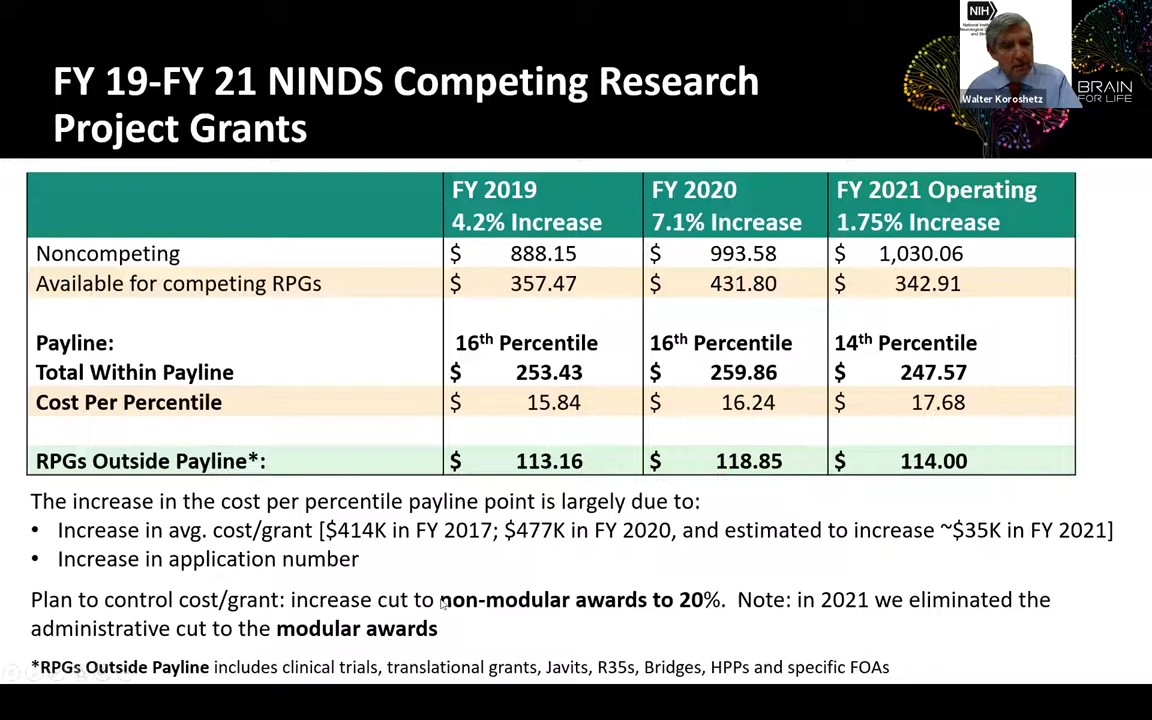 NIH
FY 19-FY 21 NINDS Competing Research
Project Grants
Walter Koroshetz
BRAIN
FOR LIFE
FY 2019 FY 2020 FY 2021 Operating
4.2% Increase 7.1% Increase 1.75% Increase
Noncompeting $ 888.15 $ 993.58 $ 1,030.06
Available for competing RPGs $ 357.47 $ 431.80 $ 342.91
Payline: 16th Percentile 16th Percentile 14th Percentile
Total Within Payline $ 253.43 $ 259.86 $ 247.57
Cost Per Percentile $ 15.84 $ 16.24 $ 17.68
RPGs Outside Payline*: $ 113.16 $ 118.85 $ 114.00
The increase in the cost per percentile payline point is largely due to:
• Increase in avg. cost/grant [$414K in FY 2017; $477K in FY 2020, and estimated to increase ~$35K in FY 2021]
• Increase in application number
Plan to control cost/grant: increase cut to non-modular awards to 20%. Note: in 2021 we eliminated the
administrative cut to the modular awards
*RPGs Outside Payline includes clinical trials, translational grants, Javits, R35s, Bridges, HPPs and specific FOAs